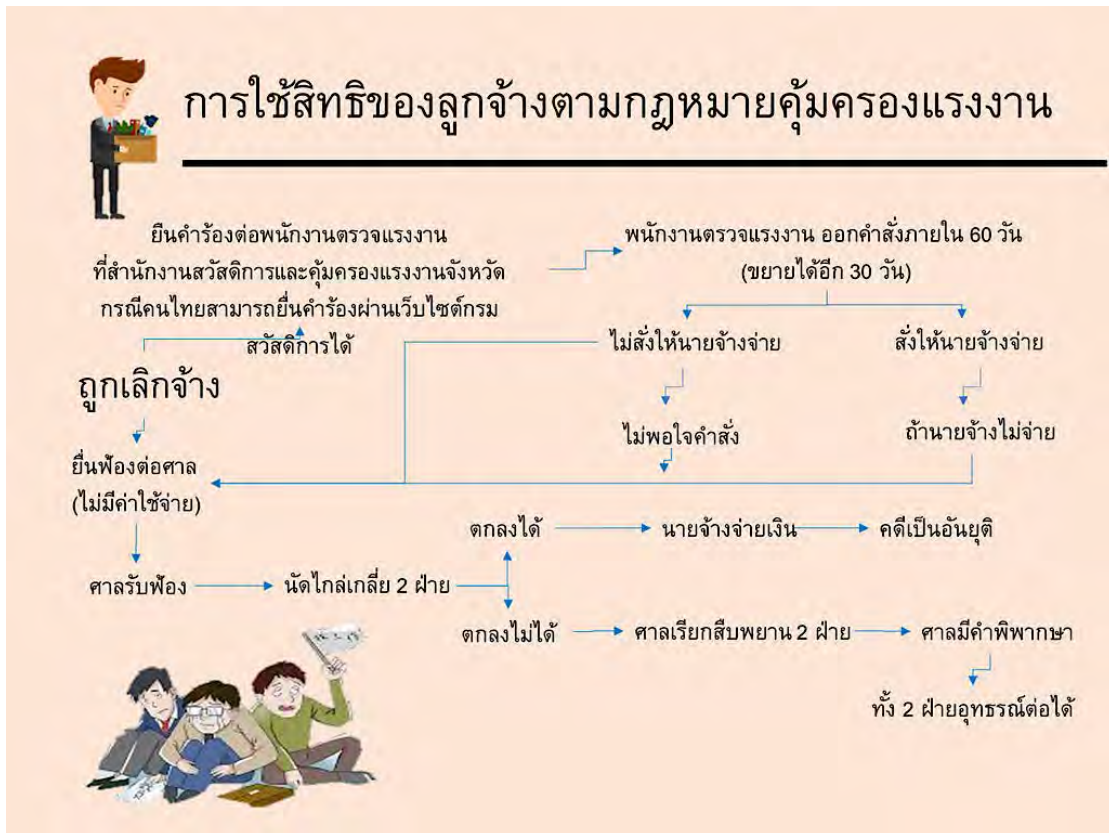 การใช้สิทธิของลูกจ้างตามกฎหมายคุ้มครองแรงงาน
ยืนคำร้องต่อพนักงานตรวจแรงงาน
ที่สำนักงานสวัสดิการและคุ้มครองแรงงานจังหวัด
กรณีคนไทยสามารถยื่นคำร้องผ่านเว็บไซต์กรม
สวัสดิการได้
พนักงานตรวจแรงงาน ออกคำสั่งภายใน 60 วัน
(ขยายได้อีก 30 วัน)
ไม่สั่งให้นายจ้างจ่าย
สั่งให้นายจ้างจ่าย
ถูกเลิกจ้าง
ไม่พอใจคำสั่ง
ถ้านายจ้างไม่จ่าย
ยื่นฟ้องต่อศาล
(ไม่มีค่าใช้จ่าย)
ตกลงได้
นายจ้างจ่ายเงิน
คดีเป็นอันยุติ
ศาลรับฟ้อง
นัดไกล่เกลี่ย 2 ฝ่าย
ตกลงไม่ได้
ศาลเรียกสืบพยาน 2 ฝ่าย
ศาลมีคำพิพากษา
ทั้ง 2 ฝ่ายอุทธรณ์ต่อได้